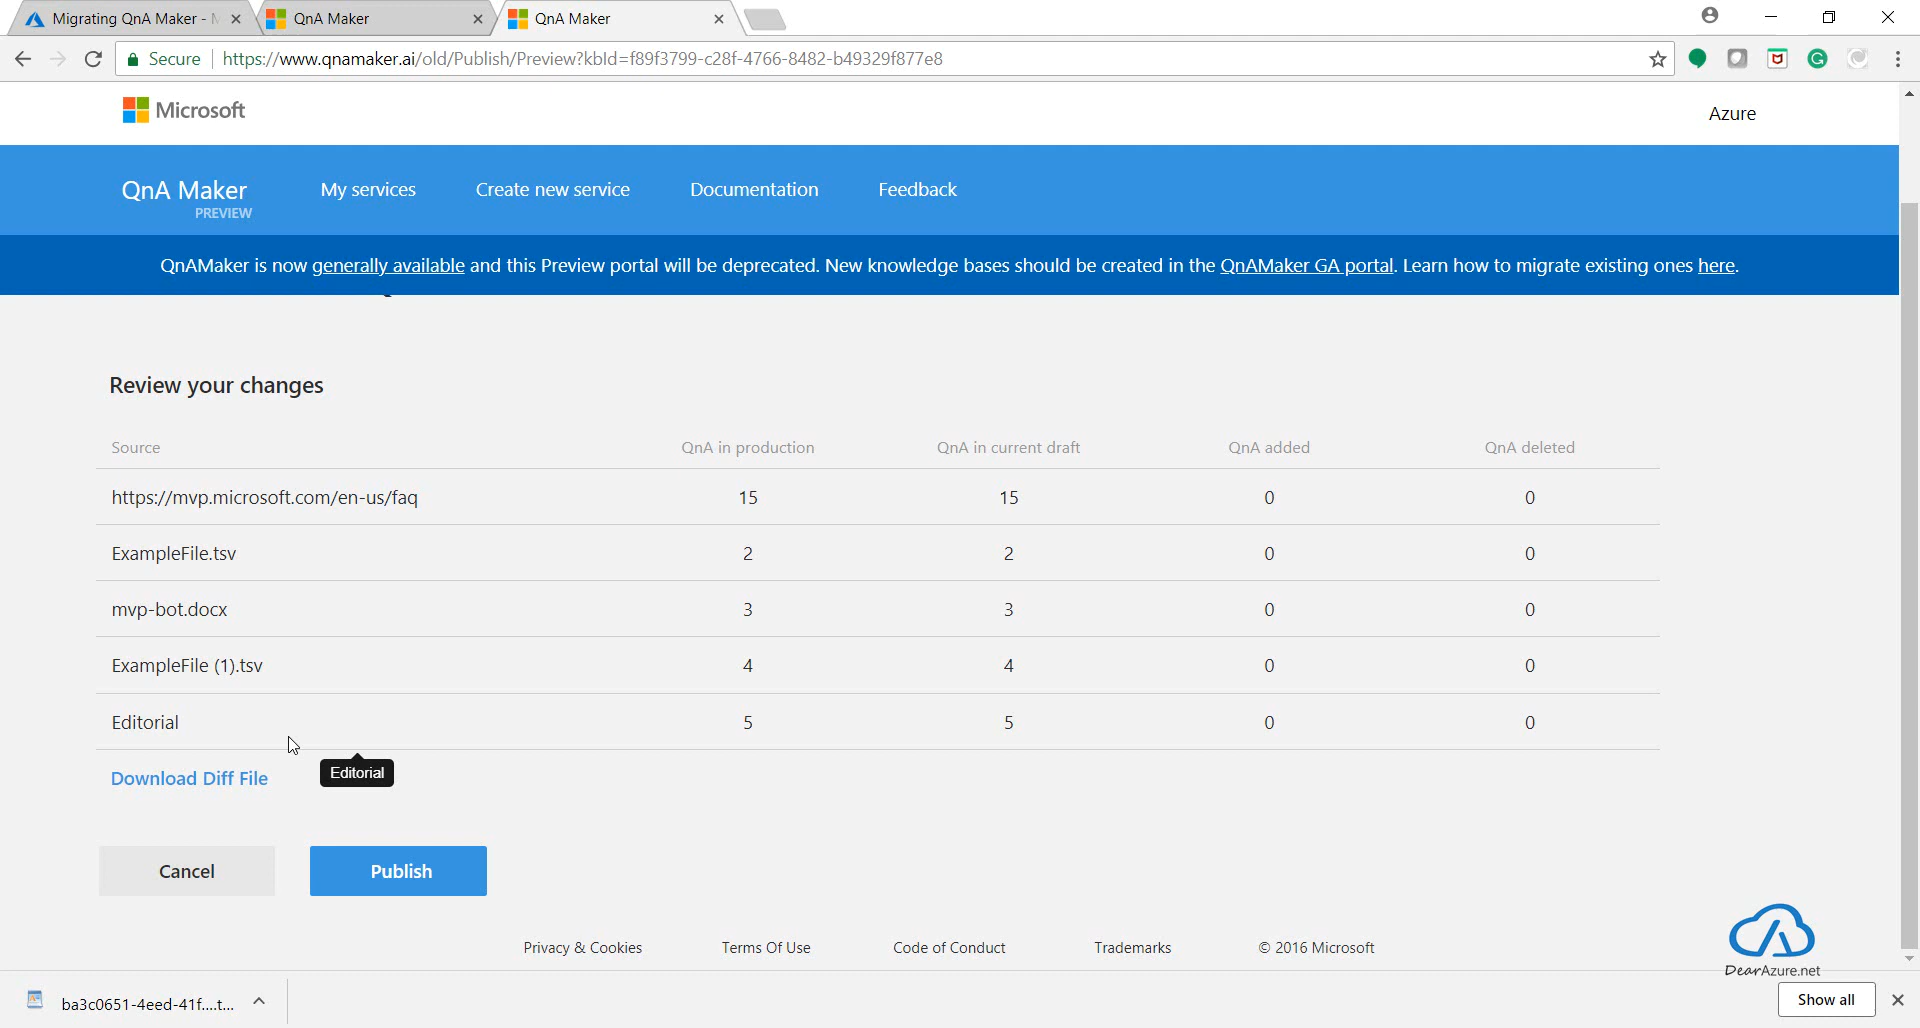 Migrating QnA Maker - M
QnA Maker
QnA Maker
Secure
https://www.qnamaker.ai/old/Publish/Preview?kbId=f89f3799-c28f-4766-8482-b49329f877e8
Microsoft
Azure
QnA Maker
PREVIEW
My services
Create new service
Documentation
Feedback
QnAMaker is now generally available and this Preview portal will be deprecated. New knowledge bases should be created in the QnAMaker GA portal. Learn how to migrate existing ones here.
Review your changes
Source QnA in production QnA in current draft QnA added QnA deleted
https://mvp.microsoft.com/en-us/faq 15 15 0 0
ExampleFile.tsv 2 2 0 0
mvp-bot.docx 3 3 0 0
ExampleFile (1).tsv 4 4 0 0
Editorial 5 5 0 0
Editorial
Download Diff File
Cancel
Publish
Privacy & Cookies
Terms Of Use
Code of Conduct
Trademarks
© 2016 Microsoft
DearAzure.net
ba3c0651-4eed-41f....t...
Show all